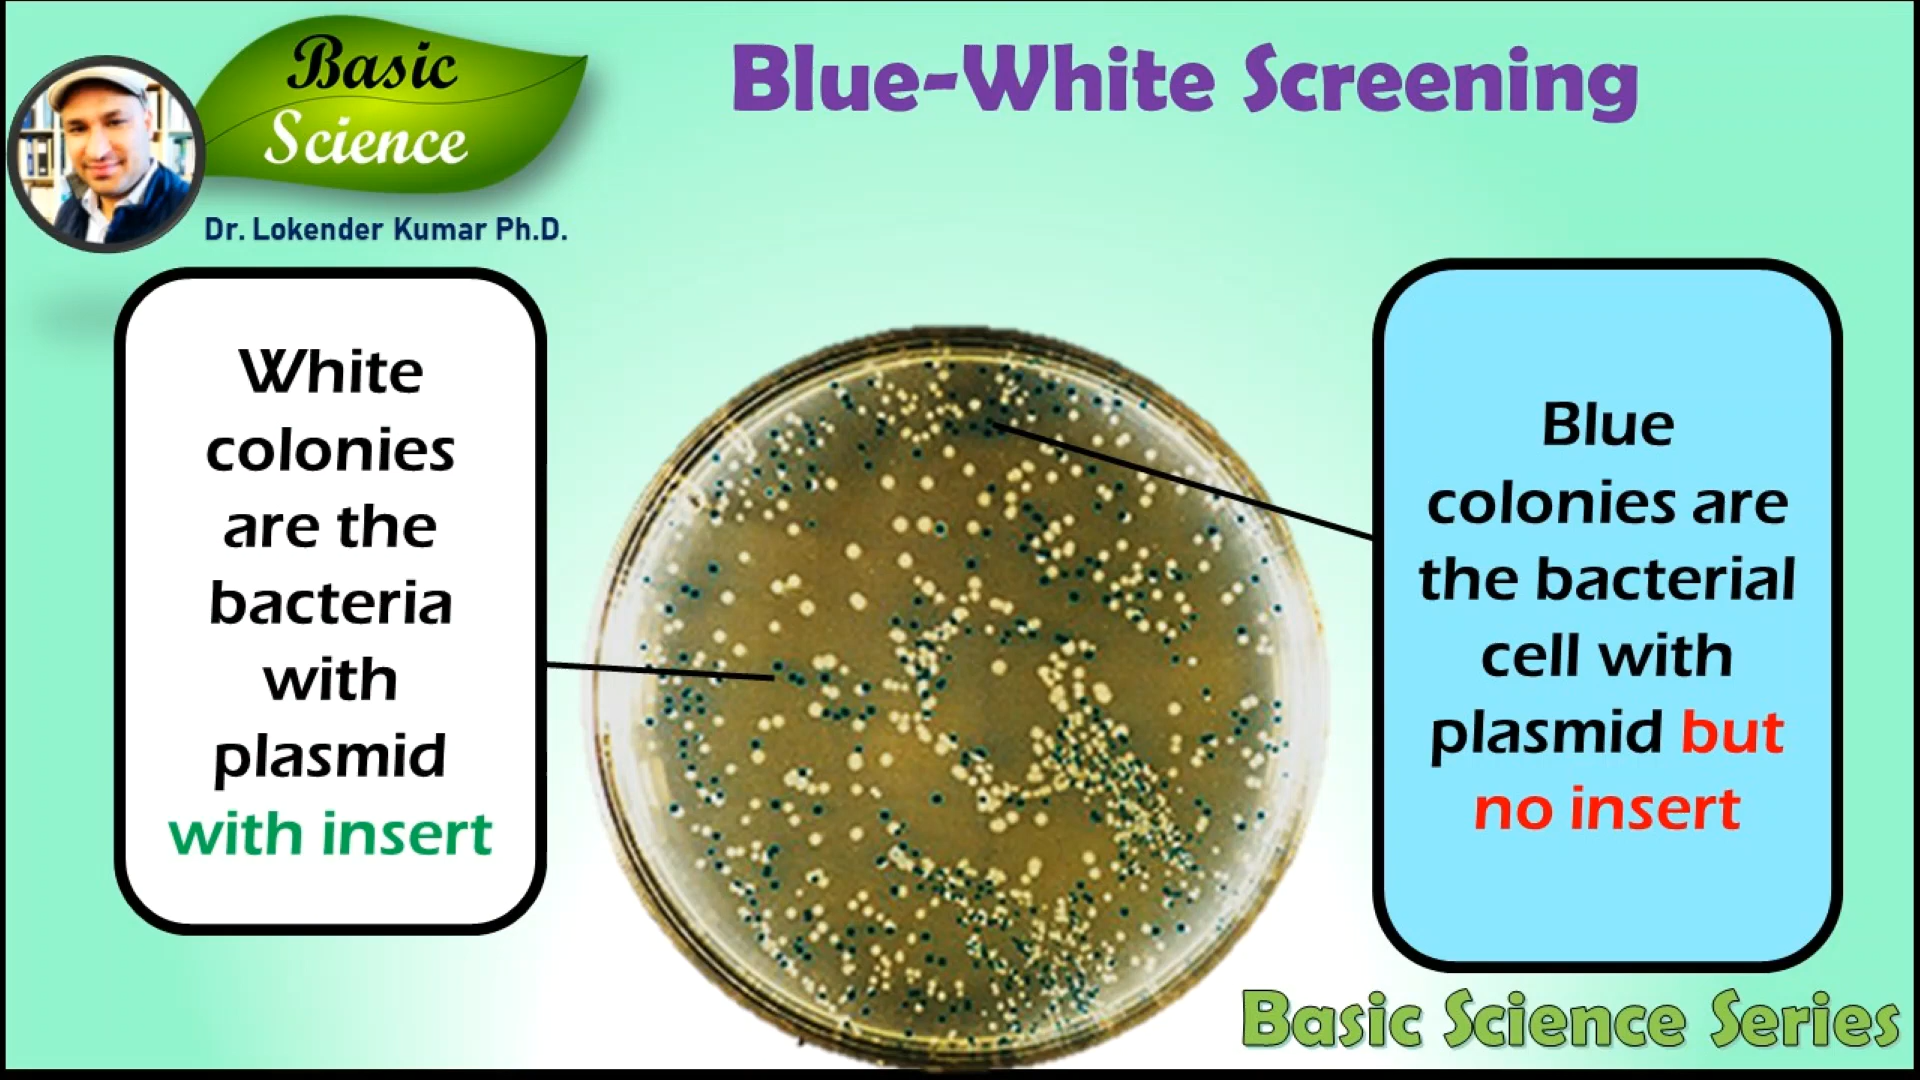 Basic
Science
Dr. Lokender Kumar Ph.D.
Blue-White Screening
White
colonies
are the
bacteria
with
plasmid
with insert
Blue
colonies are
the bacterial
cell with
plasmid but
no insert
Basic Science Series